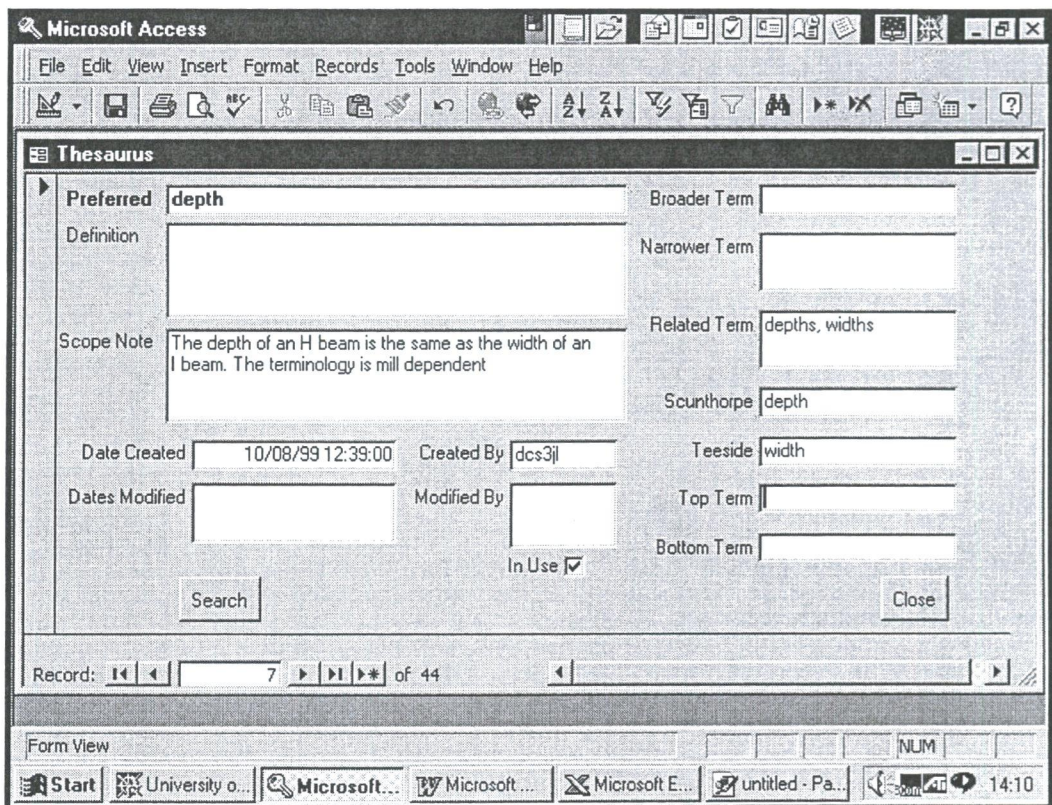 Microsoft Access
File Edit View Insert Format Records Tools Window Help
Thesaurus
Preferred depth
Broader Term
Definition
Narrower Term
Scope Note The depth of an H beam is the same as the width of an
I beam. The terminology is mill dependent
Related Term depths, widths
Scunthorpe depth
Date Created 10/08/99 12:39:00 Created By dcs3jl
Teeside width
Dates Modified Modified By
Top Term
Bottom Term
In Use
Search
Close
Record: 7 of 44
Form View NUM
Start University o... Microsoft... Microsoft ... Microsoft E... untitled - Pa... 14:10